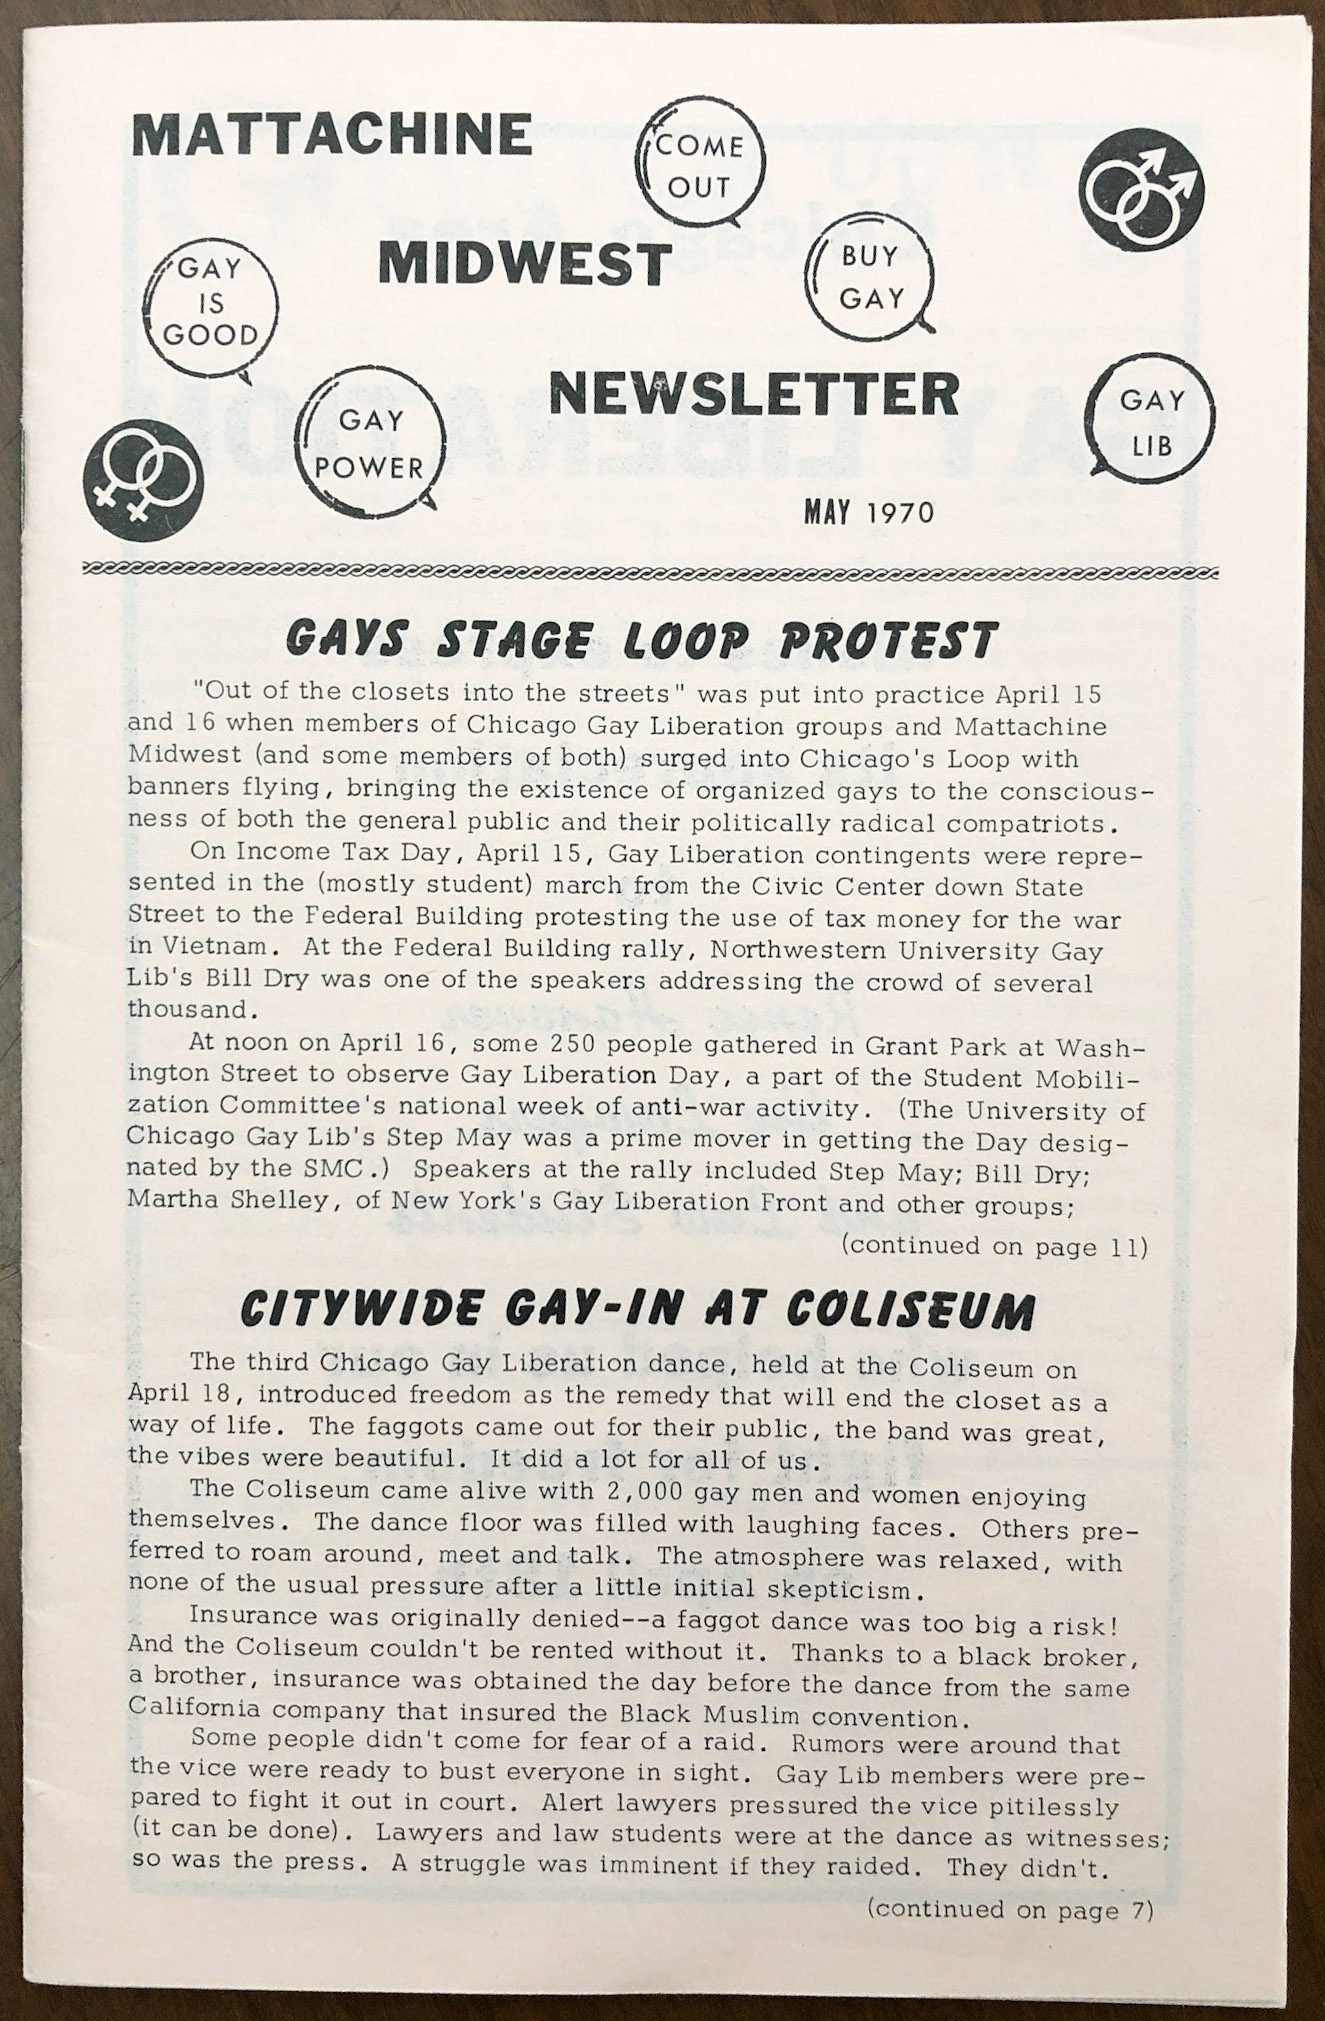 MATTACHINE
COME
OUT
MIDWEST
BUY
GAY
GAY
IS
GOOD
NEWSLETTER
GAY
POWER
GAY
LIB
MAY 1970
GAYS STAGE LOOP PROTEST
"Out of the closets into the streets" was put into practice April 15
and 16 when members of Chicago Gay Liberation groups and Mattachine
Midwest (and some members of both) surged into Chicago's Loop with
banners flying, bringing the existence of organized gays to the conscious-
ness of both the general public and their politically radical compatriots.
On Income Tax Day, April 15, Gay Liberation contingents were repre-
sented in the (mostly student) march from the Civic Center down State
Street to the Federal Building protesting the use of tax money for the war
in Vietnam. At the Federal Building rally, Northwestern University Gay
Lib's Bill Dry was one of the speakers addressing the crowd of several
thousand.
At noon on April 16, some 250 people gathered in Grant Park at Wash-
ington Street to observe Gay Liberation Day, a part of the Student Mobili-
zation Committee's national week of anti-war activity. (The University of
Chicago Gay Lib's Step May was a prime mover in getting the Day desig-
nated by the SMC.) Speakers at the rally included Step May; Bill Dry;
Martha Shelley, of New York's Gay Liberation Front and other groups;
(continued on page 11)
CITYWIDE GAY-IN AT COLISEUM
The third Chicago Gay Liberation dance, held at the Coliseum on
April 18, introduced freedom as the remedy that will end the closet as a
way of life. The faggots came out for their public, the band was great,
the vibes were beautiful. It did a lot for all of us.
The Coliseum came alive with 2,000 gay men and women enjoying
themselves. The dance floor was filled with laughing faces. Others pre-
ferred to roam around, meet and talk. The atmosphere was relaxed, with
none of the usual pressure after a little initial skepticism.
Insurance was originally denied--a faggot dance was too big a risk!
And the Coliseum couldn't be rented without it. Thanks to a black broker,
a brother, insurance was obtained the day before the dance from the same
California company that insured the Black Muslim convention.
Some people didn't come for fear of a raid. Rumors were around that
the vice were ready to bust everyone in sight. Gay Lib members were pre-
pared to fight it out in court. Alert lawyers pressured the vice pitilessly
(it can be done). Lawyers and law students were at the dance as witnesses;
so was the press. A struggle was imminent if they raided. They didn't.
(continued on page 7)